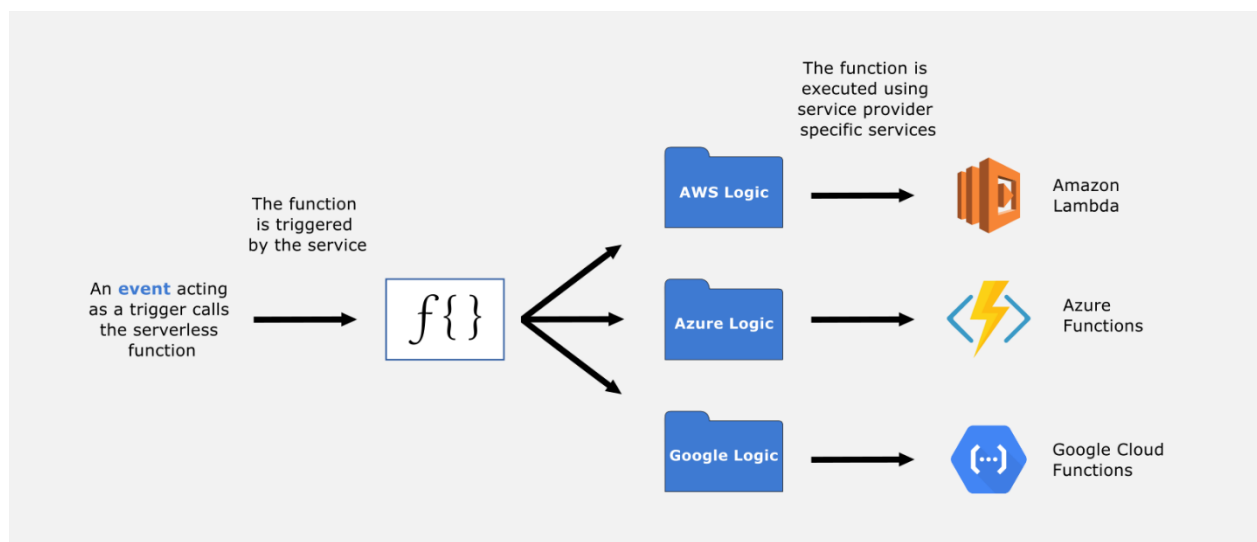 An event acting
as a trigger calls
the serverless
function
The function
is triggered
by the service
f{}
AWS Logic
Azure Logic
Google Logic
The function is
executed using
service provider
specific services
Amazon
Lambda
Azure
Functions
Google Cloud
Functions